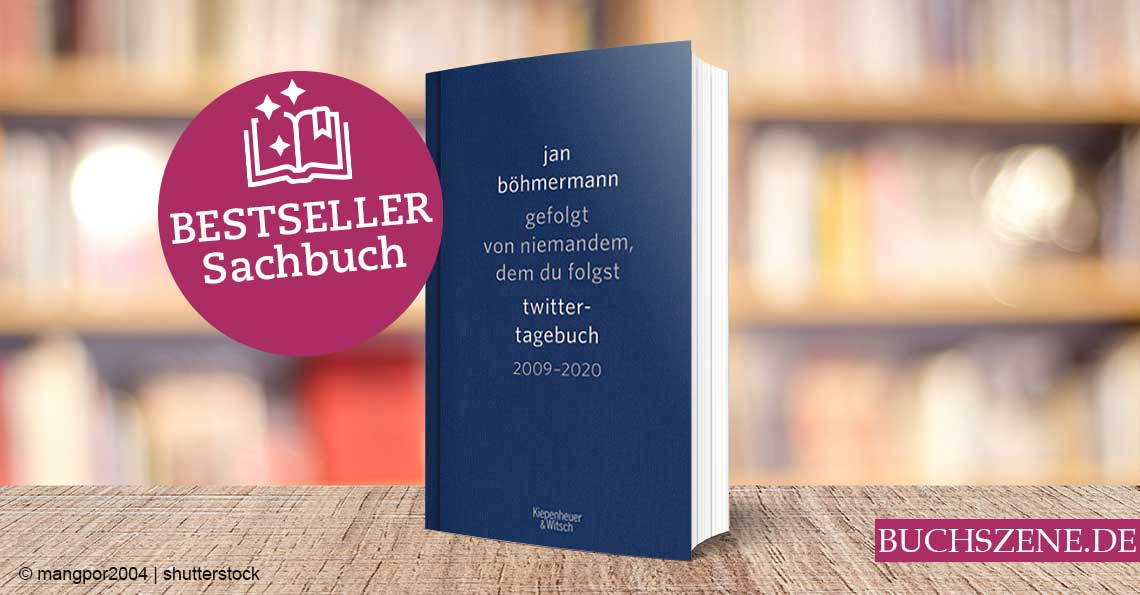 BESTSELLER
Sachbuch
jan
böhmermann
gefolgt
von niemandem,
dem du folgst
twitter-
tagebuch
2009–2020
Kiepenheuer
& Witsch
BUCHSZENE.DE
© mangpor2004 | shutterstock